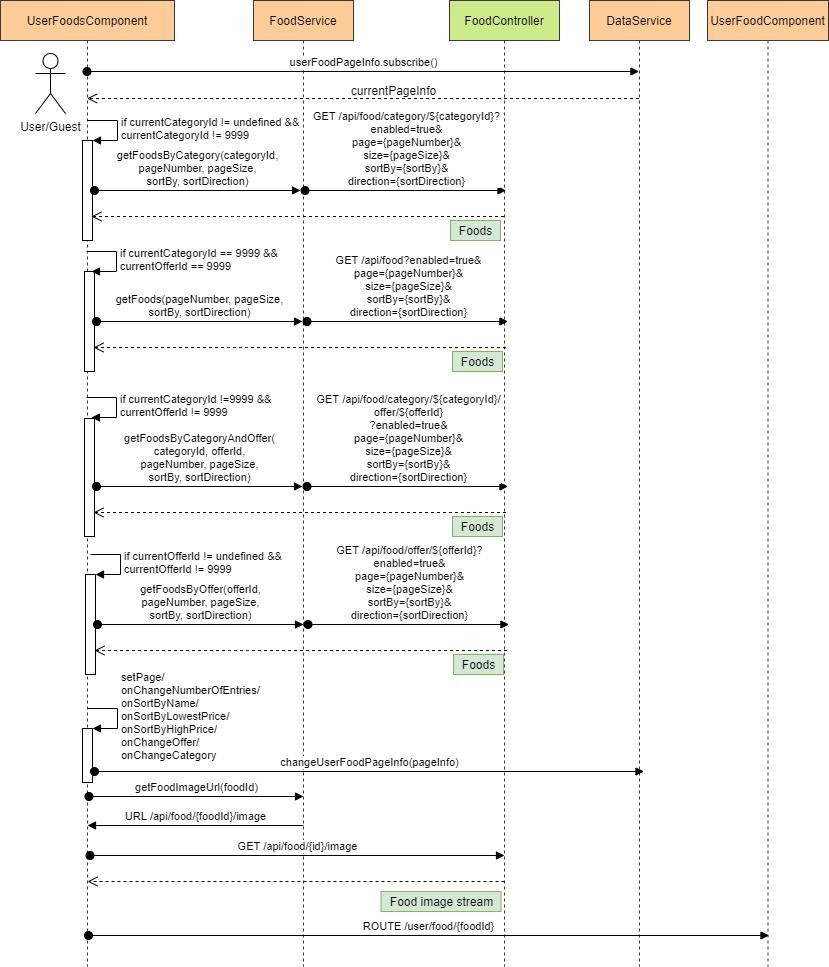 UserFoodsComponent
FoodService
FoodController
DataService
UserFoodComponent
userFoodPageInfo.subscribe()
currentPageInfo
User/Guest
if currentCategoryId != undefined &&
currentCategoryId != 9999
getFoodsByCategory(categoryId,
pageNumber, pageSize,
sortBy, sortDirection)
GET /api/food/category/${categoryId}?
enabled=true&
page={pageNumber}&
size={pageSize}&
sortBy={sortBy}&
direction={sortDirection}
Foods
if currentCategoryId == 9999 &&
currentOfferId == 9999
getFoods(pageNumber, pageSize,
sortBy, sortDirection)
GET /api/food?enabled=true&
page={pageNumber}&
size={pageSize}&
sortBy={sortBy}&
direction={sortDirection}
Foods
if currentCategoryId !=9999 &&
currentOfferId != 9999
getFoodsByCategoryAndOffer(
categoryId, offerId,
pageNumber, pageSize,
sortBy, sortDirection)
GET /api/food/category/${categoryId}/
offer/${offerId}
?enabled=true&
page={pageNumber}&
size={pageSize}&
sortBy={sortBy}&
direction={sortDirection}
Foods
if currentOfferId != undefined &&
currentOfferId != 9999
getFoodsByOffer(offerId,
pageNumber, pageSize,
sortBy, sortDirection)
GET /api/food/offer/${offerId}?
enabled=true&
page={pageNumber}&
size={pageSize}&
sortBy={sortBy}&
direction={sortDirection}
Foods
setPage/
onChangeNumberOfEntries/
onSortByName/
onSortByLowestPrice/
onSortByHighPrice/
onChangeOffer/
onChangeCategory
changeUserFoodPageInfo(pageInfo)
getFoodImageUrl(foodId)
URL /api/food/{foodId}/image
GET /api/food/{id}/image
Food image stream
ROUTE /user/food/{foodId}